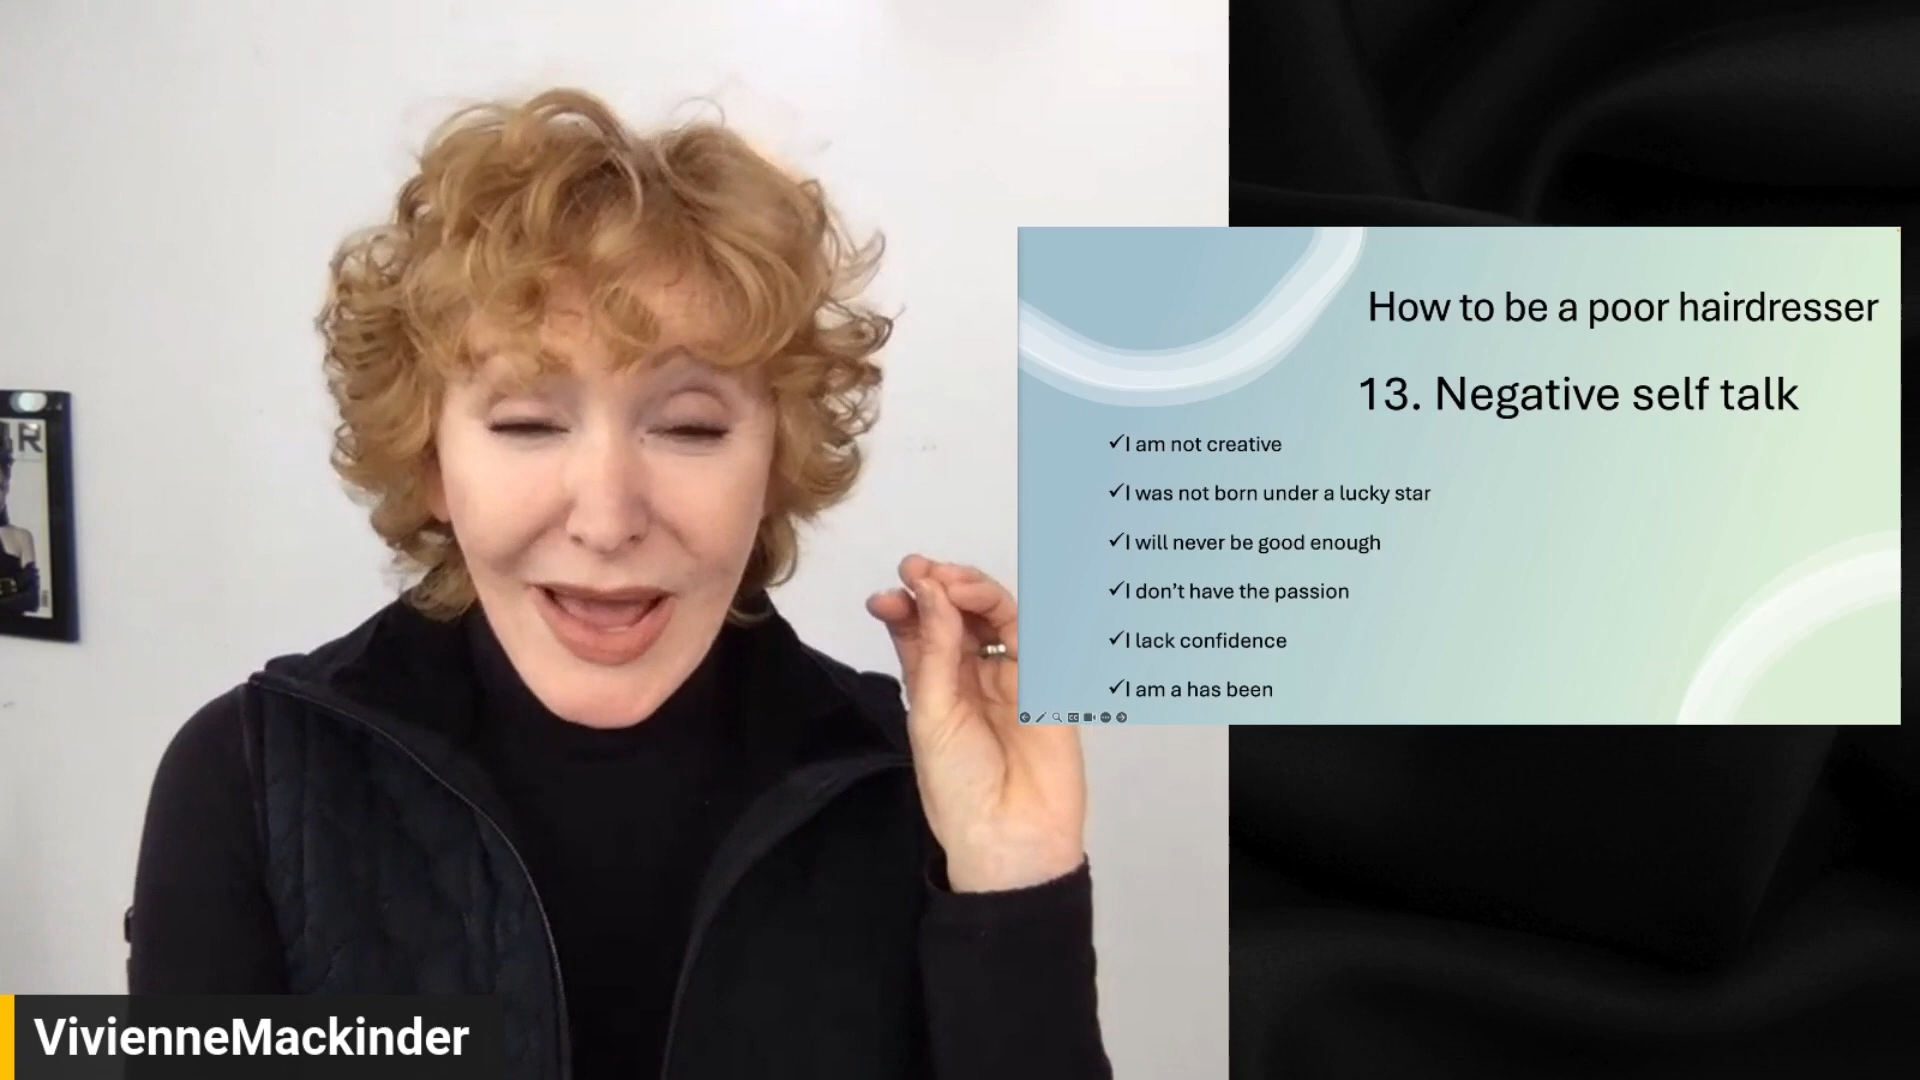 R
How to be a poor hairdresser
13. Negative self talk
✓I am not creative
✓I was not born under a lucky star
✓I will never be good enough
✓I don't have the passion
✓I lack confidence
✓I am a has been
VivienneMackinder